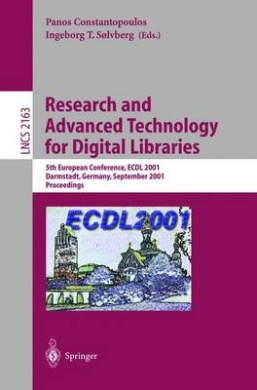 Panos Constantopoulos
Ingeborg T. Sølvberg (Eds.)
LNCS 2163
Research and
Advanced Technology
for Digital Libraries
5th European Conference, ECDL 2001
Darmstadt, Germany, September 2001
Proceedings
ECDL2001
Springer